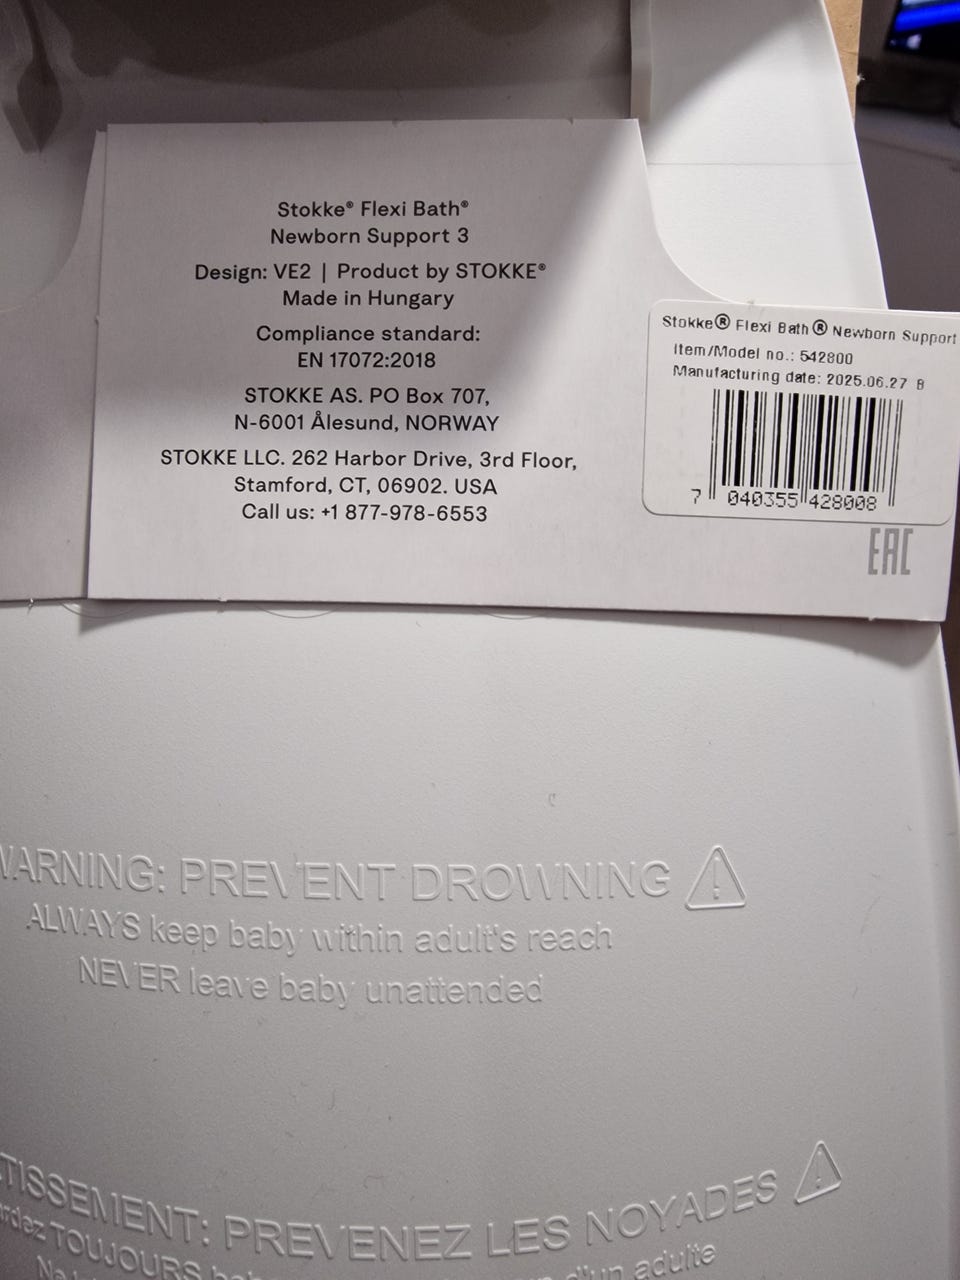 Stokke® Flexi Bath®
Newborn Support 3
Design: VE2 | Product by STOKKE®
Made in Hungary
Compliance standard:
EN 17072:2018
STOKKE AS. PO Box 707,
N-6001 Ålesund, NORWAY
STOKKE LLC. 262 Harbor Drive, 3rd Floor,
Stamford, CT, 06902. USA
Call us: +1 877-978-6553
Stokke® Flexi Bath® Newborn Support
Item/Model no.: 542800
Manufacturing date: 2025.06.27 B
7 040355 428008
EAC
WARNING: PREVENT DROWNING
ALWAYS keep baby within adult's reach
NEVER leave baby unattended
TISSEMENT: PREVENEZ LES NOYADES
rdez TOUJOURS d'un adulte